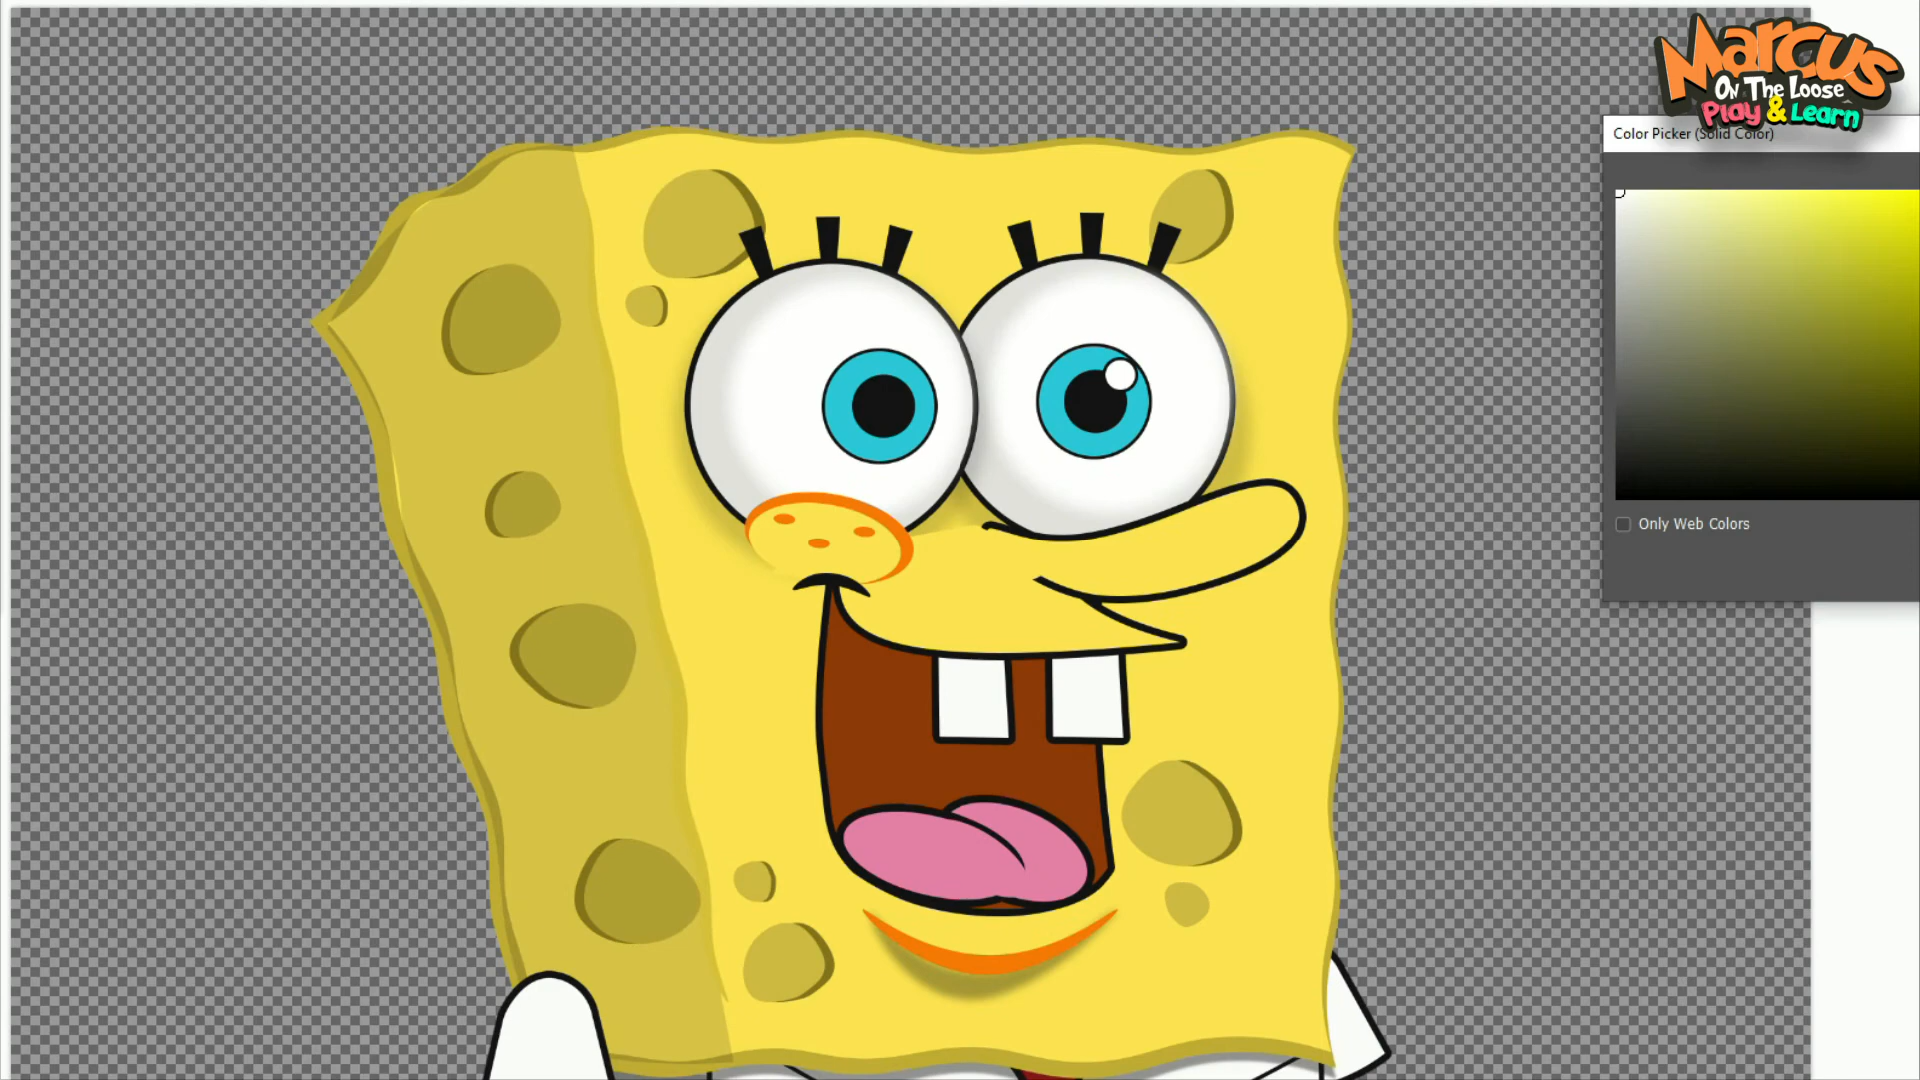 Marcus
On The Loose
Play & Learn
Color Picker (Solid Color)
Only Web Colors